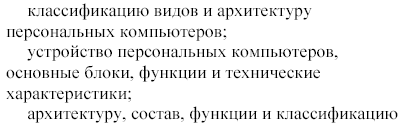 классификацию видов и архитектуру
персональных компьютеров;
устройство персональных компьютеров,
основные блоки, функции и технические
характеристики;
архитектуру, состав, функции и классификацию